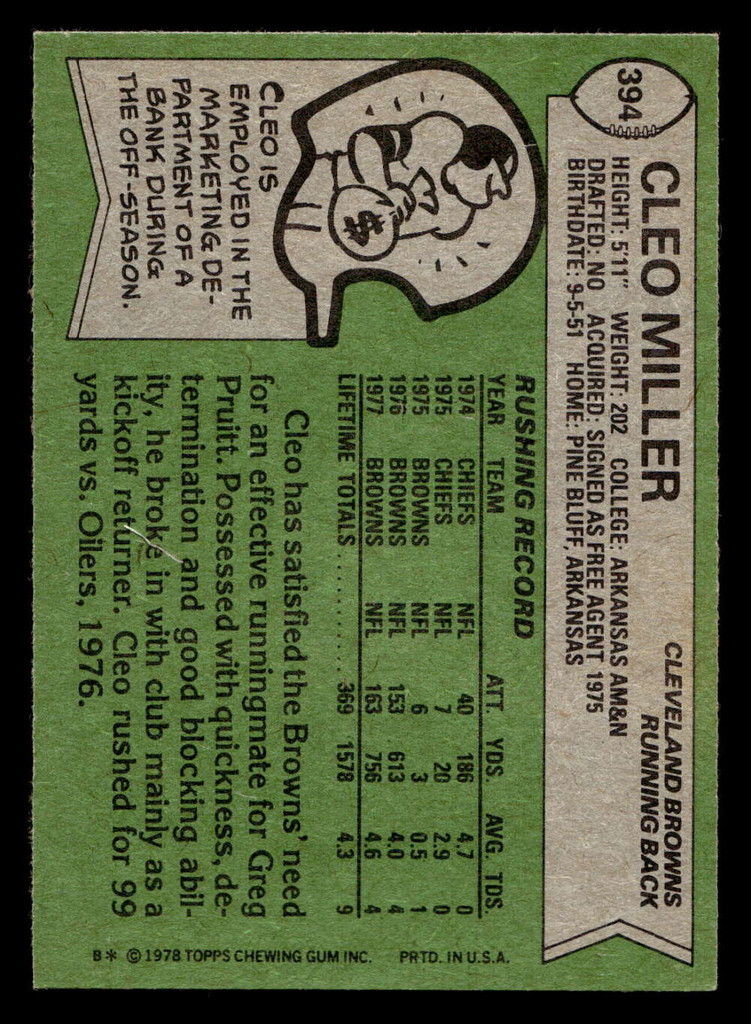 394
CLEO MILLER
CLEVELAND BROWNS
RUNNING BACK
HEIGHT: 5'11" WEIGHT: 202 COLLEGE: ARKANSAS AM&N
DRAFTED: NO ACQUIRED: SIGNED AS FREE AGENT 1975
BIRTHDATE: 9-5-51 HOME: PINE BLUFF, ARKANSAS
$
CLEO IS
EMPLOYED IN THE
MARKETING DE-
PARTMENT OF A
BANK DURING
THE OFF-SEASON.
RUSHING RECORD
YEAR TEAM ATT. YDS. AVG. TDS.
1974 CHIEFS NFL 40 186 4.7 0
1975 CHIEFS NFL 7 20 2.9 0
1975 BROWNS NFL 6 3 0.5 1
1976 BROWNS NFL 153 613 4.0 4
1977 BROWNS NFL 163 756 4.6 4
LIFETIME TOTALS .......... 369 1578 4.3 9
Cleo has satisfied the Browns' need
for an effective runningmate for Greg
Pruitt. Possessed with quickness, de-
termination and good blocking abil-
ity, he broke in with club mainly as a
kickoff returner. Cleo rushed for 99
yards vs. Oilers, 1976.
B* © 1978 TOPPS CHEWING GUM INC. PRTD. IN U.S.A.